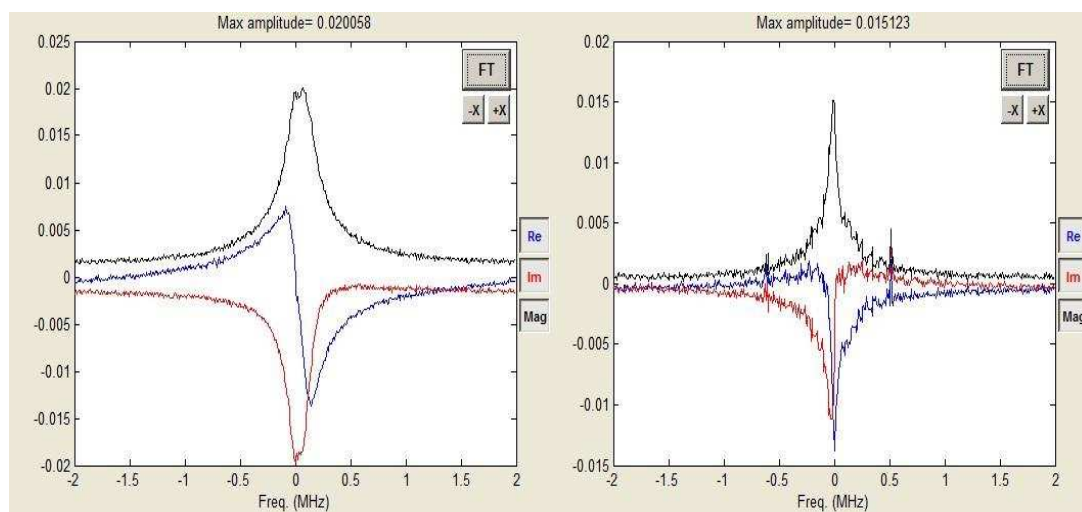 Max amplitude= 0.020058
0.025
0.02
0.015
0.01
0.005
0
-0.005
-0.01
-0.015
-0.02
-2
-1.5
-1
-0.5
0
0.5
1
1.5
2
Freq. (MHz)
FT
-X +X
Re
Im
Mag
Max amplitude= 0.015123
0.02
0.015
0.01
0.005
0
-0.005
-0.01
-0.015
-2
-1.5
-1
-0.5
0
0.5
1
1.5
2
Freq. (MHz)
FT
-X +X
Re
Im
Mag